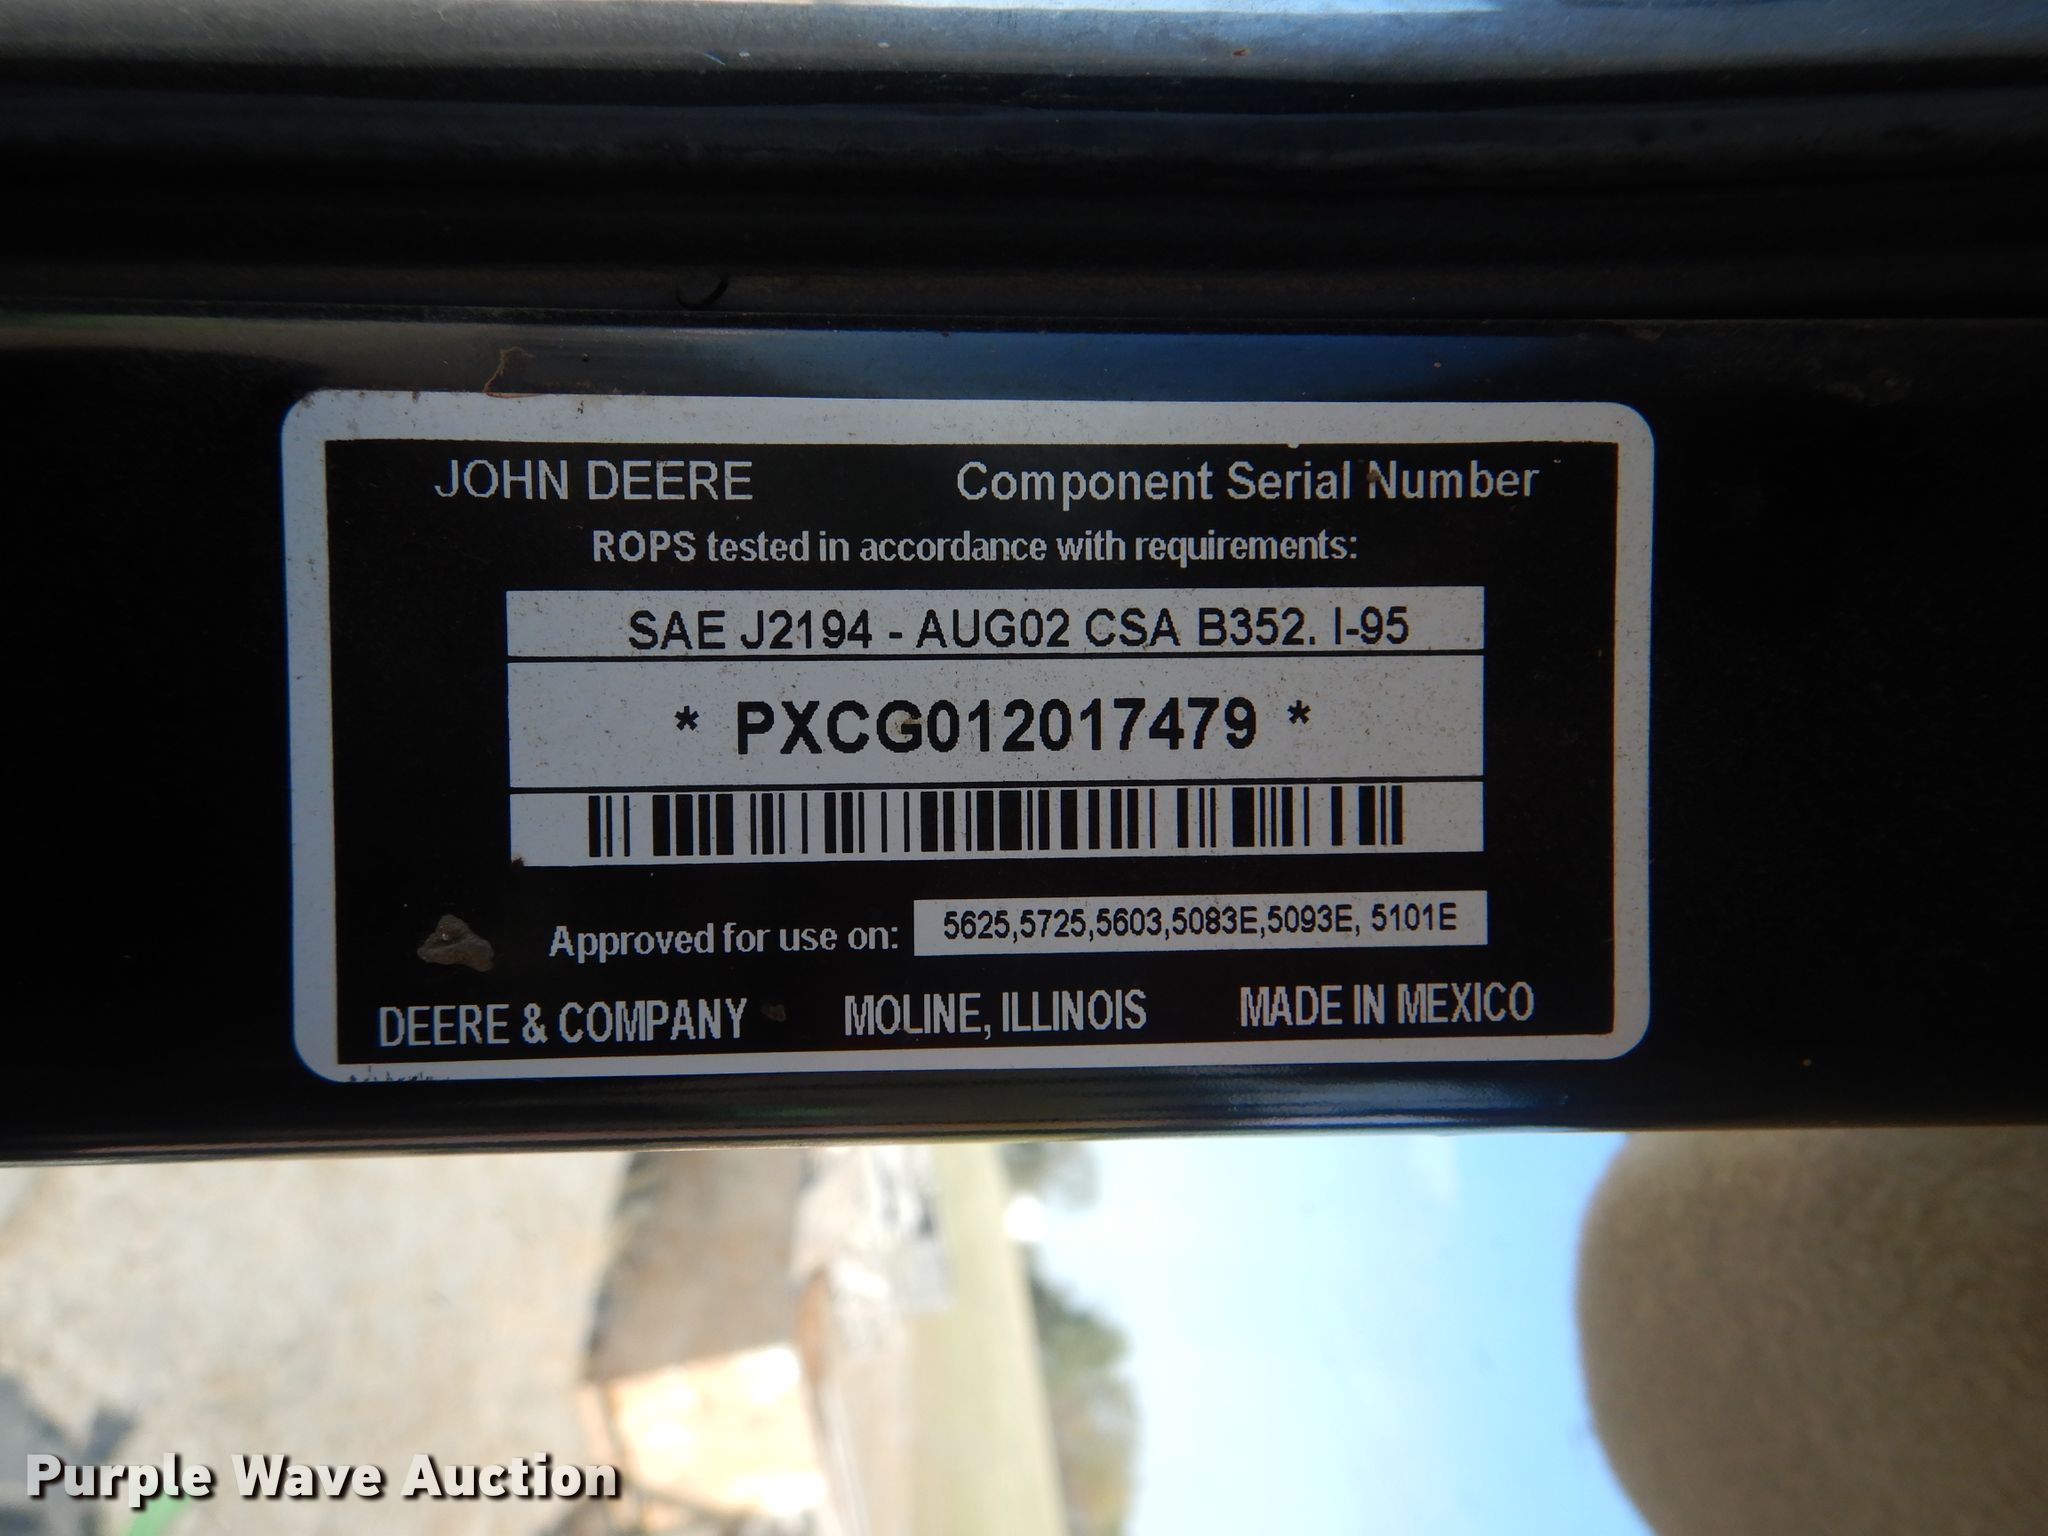 JOHN DEERE Component Serial Number
ROPS tested in accordance with requirements:
SAE J2194 - AUG02 CSA B352. I-95
* PXCG012017479 *
Approved for use on: 5625,5725,5603,5083E,5093E, 5101E
DEERE & COMPANY MOLINE, ILLINOIS MADE IN MEXICO
Purple Wave Auction